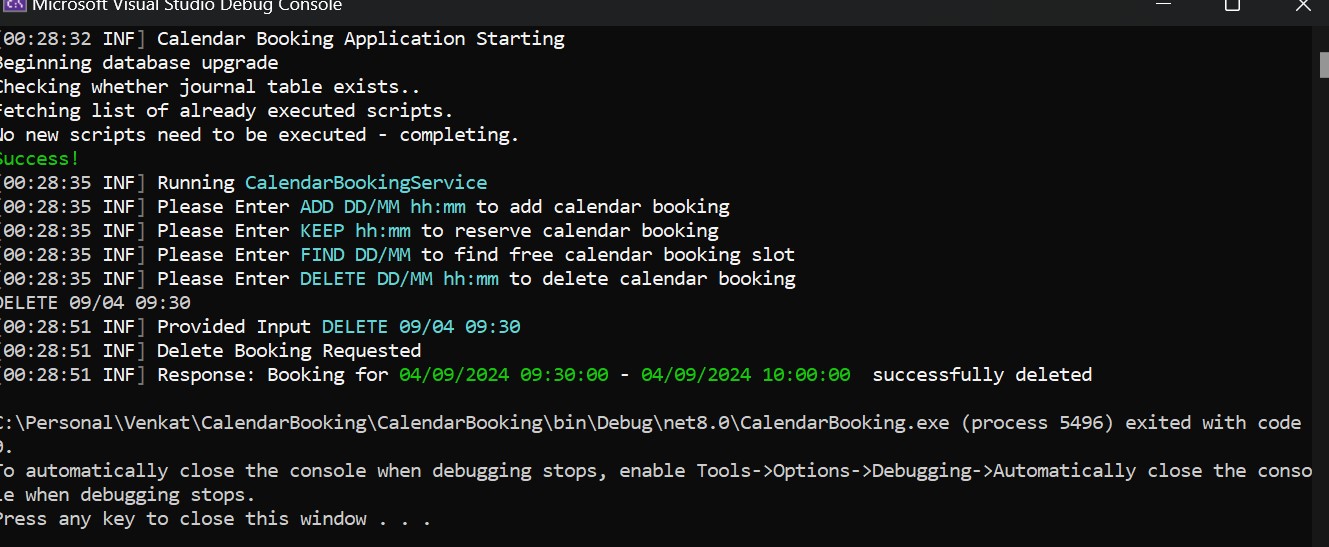 Microsoft Visual Studio Debug Console
[00:28:32 INF] Calendar Booking Application Starting
Beginning database upgrade
Checking whether journal table exists..
Fetching list of already executed scripts.
No new scripts need to be executed - completing.
Success!
[00:28:35 INF] Running CalendarBookingService
[00:28:35 INF] Please Enter ADD DD/MM hh:mm to add calendar booking
[00:28:35 INF] Please Enter KEEP hh:mm to reserve calendar booking
[00:28:35 INF] Please Enter FIND DD/MM to find free calendar booking slot
[00:28:35 INF] Please Enter DELETE DD/MM hh:mm to delete calendar booking
DELETE 09/04 09:30
[00:28:51 INF] Provided Input DELETE 09/04 09:30
[00:28:51 INF] Delete Booking Requested
[00:28:51 INF] Response: Booking for 04/09/2024 09:30:00 - 04/09/2024 10:00:00  successfully deleted
C:\Personal\Venkat\CalendarBooking\CalendarBooking\bin\Debug\net8.0\CalendarBooking.exe (process 5496) exited with code
0.
To automatically close the console when debugging stops, enable Tools->Options->Debugging->Automatically close the conso
le when debugging stops.
Press any key to close this window . . .